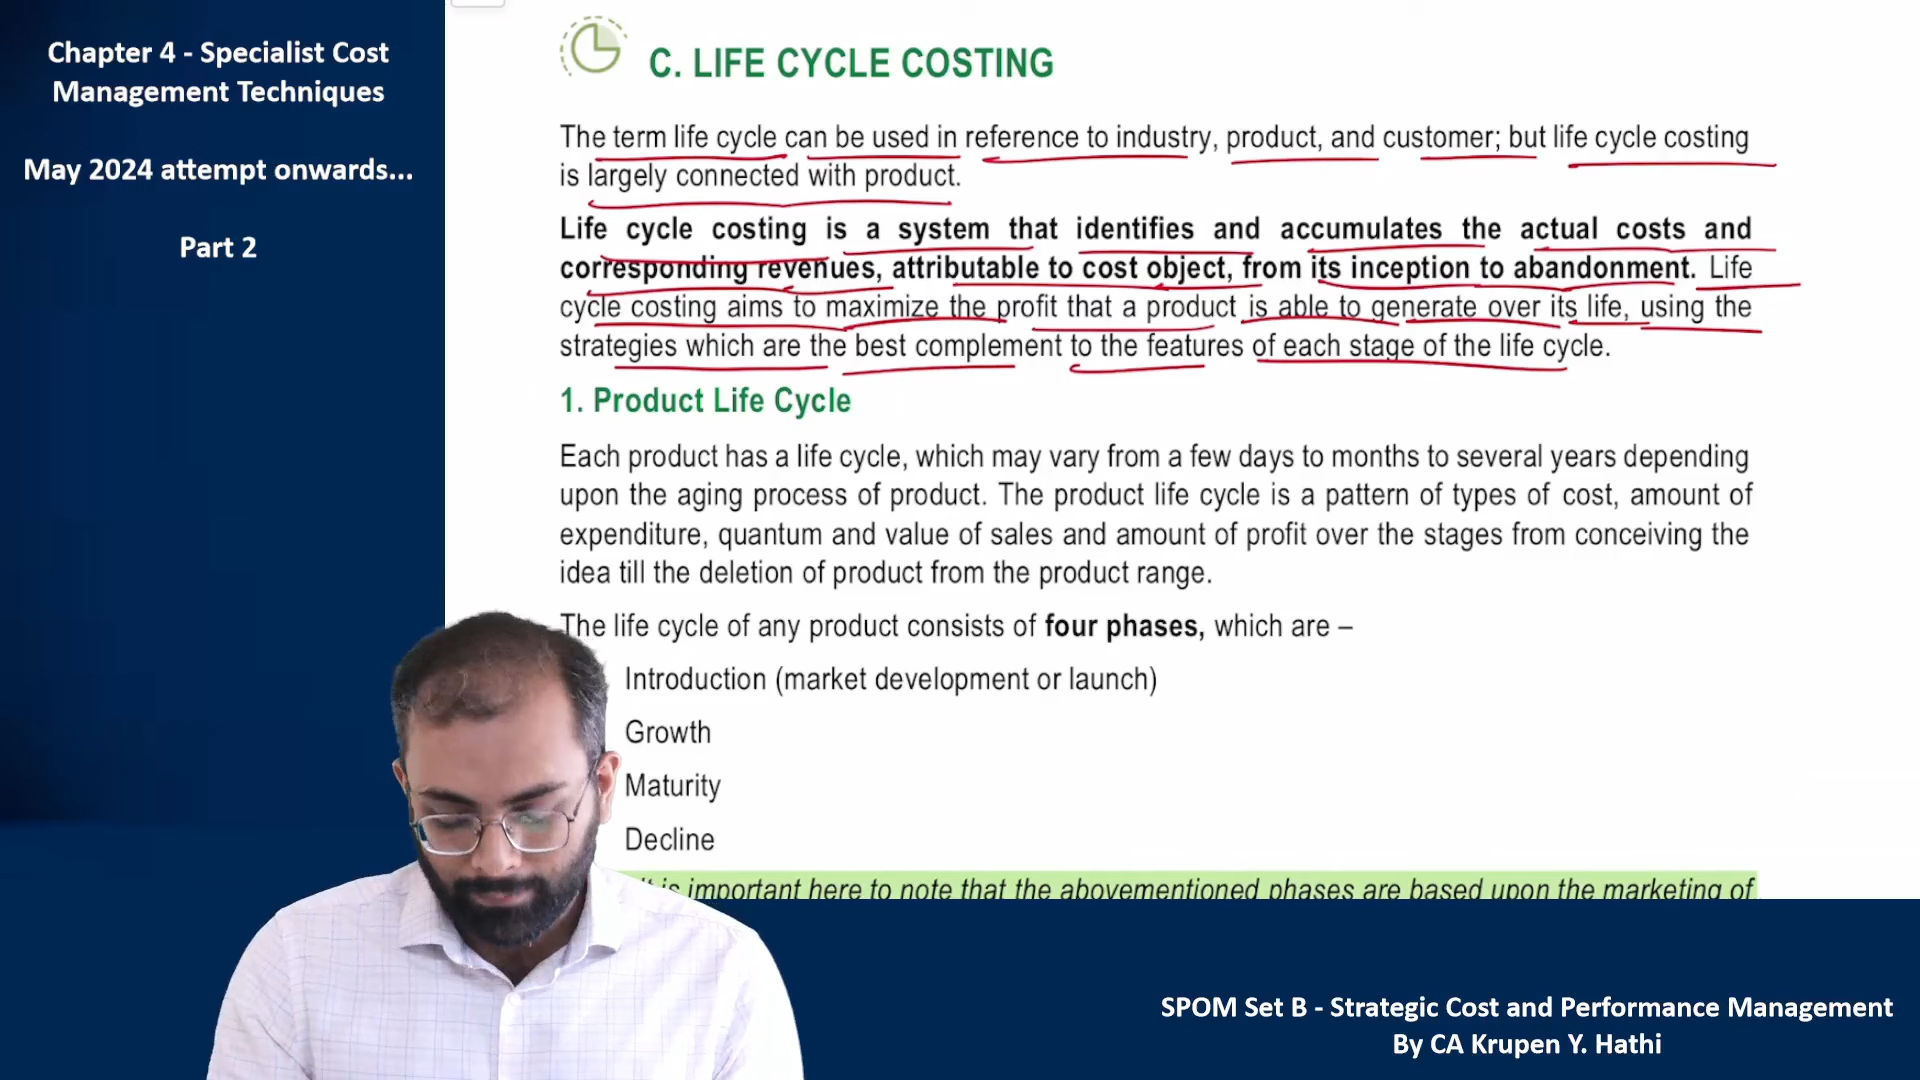 Chapter 4 - Specialist Cost
Management Techniques
May 2024 attempt onwards...
Part 2
C. LIFE CYCLE COSTING
The term life cycle can be used in reference to industry, product, and customer; but life cycle costing
is largely connected with product.
Life cycle costing is a system that identifies and accumulates the actual costs and
corresponding revenues, attributable to cost object, from its inception to abandonment. Life
cycle costing aims to maximize the profit that a product is able to generate over its life, using the
strategies which are the best complement to the features of each stage of the life cycle.
1. Product Life Cycle
Each product has a life cycle, which may vary from a few days to months to several years depending
upon the aging process of product. The product life cycle is a pattern of types of cost, amount of
expenditure, quantum and value of sales and amount of profit over the stages from conceiving the
idea till the deletion of product from the product range.
The life cycle of any product consists of four phases, which are –
Introduction (market development or launch)
Growth
Maturity
Decline
is important here to note that the abovementioned phases are based upon the marketing of
SPOM Set B - Strategic Cost and Performance Management
By CA Krupen Y. Hathi